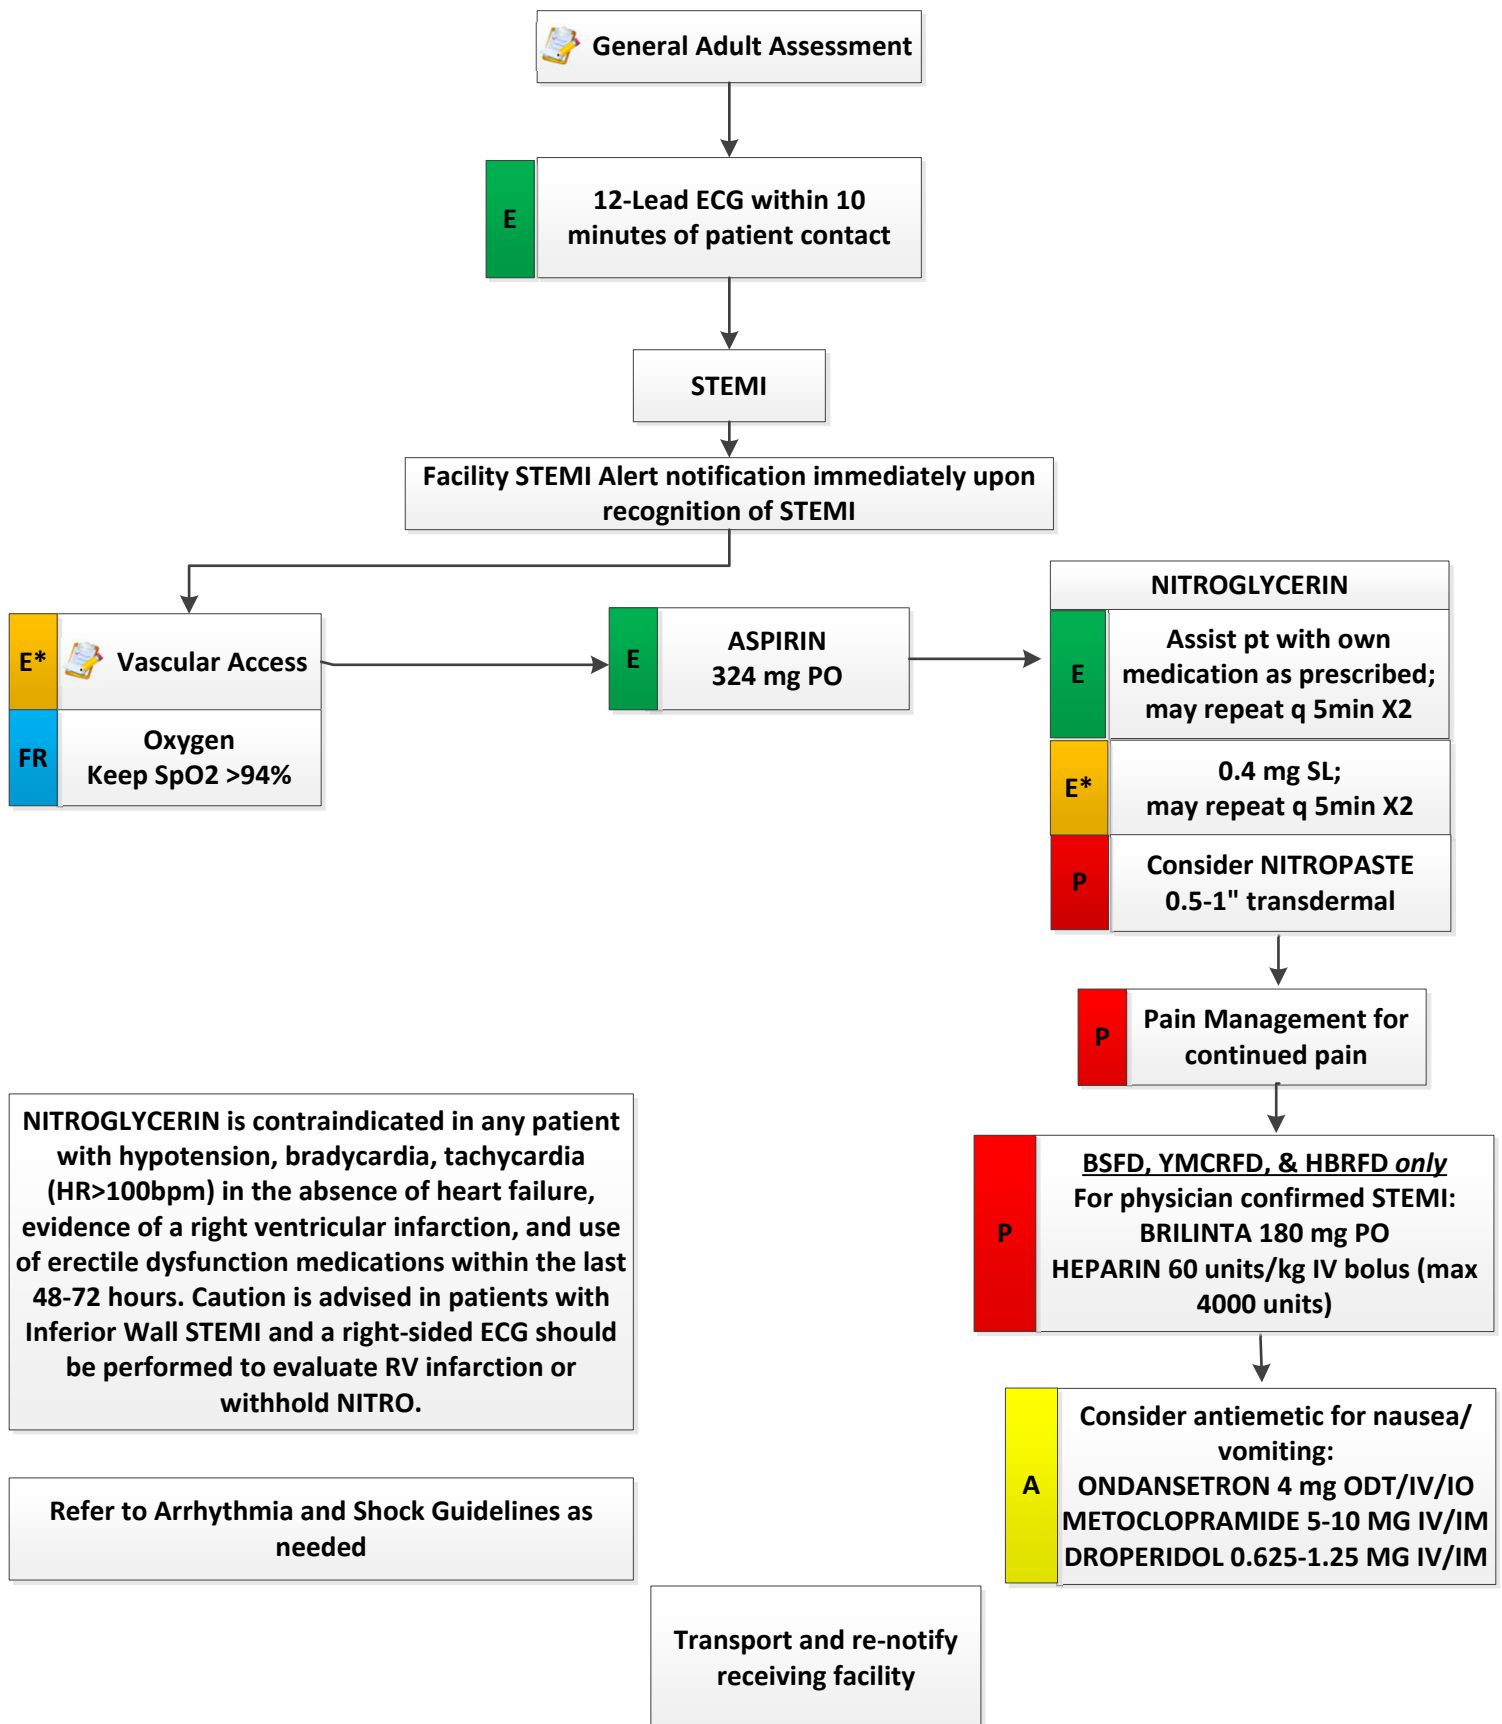 General Adult Assessment
E
12-Lead ECG within 10
minutes of patient contact
STEMI
Facility STEMI Alert notification immediately upon
recognition of STEMI
E*
Vascular Access
FR
Oxygen
Keep SpO2 >94%
E
ASPIRIN
324 mg PO
NITROGLYCERIN
E
Assist pt with own
medication as prescribed;
may repeat q 5min X2
E*
0.4 mg SL;
may repeat q 5min X2
P
Consider NITROPASTE
0.5-1" transdermal
P
Pain Management for
continued pain
P
BSFD, YMCRFD, & HBRFD only
For physician confirmed STEMI:
BRILINTA 180 mg PO
HEPARIN 60 units/kg IV bolus (max
4000 units)
A
Consider antiemetic for nausea/
vomiting:
ONDANSETRON 4 mg ODT/IV/IO
METOCLOPRAMIDE 5-10 MG IV/IM
DROPERIDOL 0.625-1.25 MG IV/IM
NITROGLYCERIN is contraindicated in any patient
with hypotension, bradycardia, tachycardia
(HR>100bpm) in the absence of heart failure,
evidence of a right ventricular infarction, and use
of erectile dysfunction medications within the last
48-72 hours. Caution is advised in patients with
Inferior Wall STEMI and a right-sided ECG should
be performed to evaluate RV infarction or
withhold NITRO.
Refer to Arrhythmia and Shock Guidelines as
needed
Transport and re-notify
receiving facility